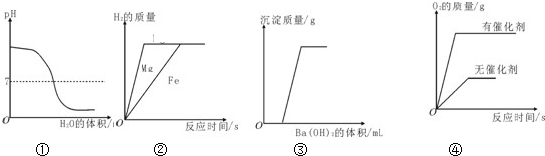 pH
7
O
H₂O的体积/
①
H₂的质量
Mg
Fe
O
反应时间/s
②
沉淀质量/g
O
Ba(OH)₂的体积/mL
③
O₂的质量/g
有催化剂
无催化剂
O
反应时间/s
④